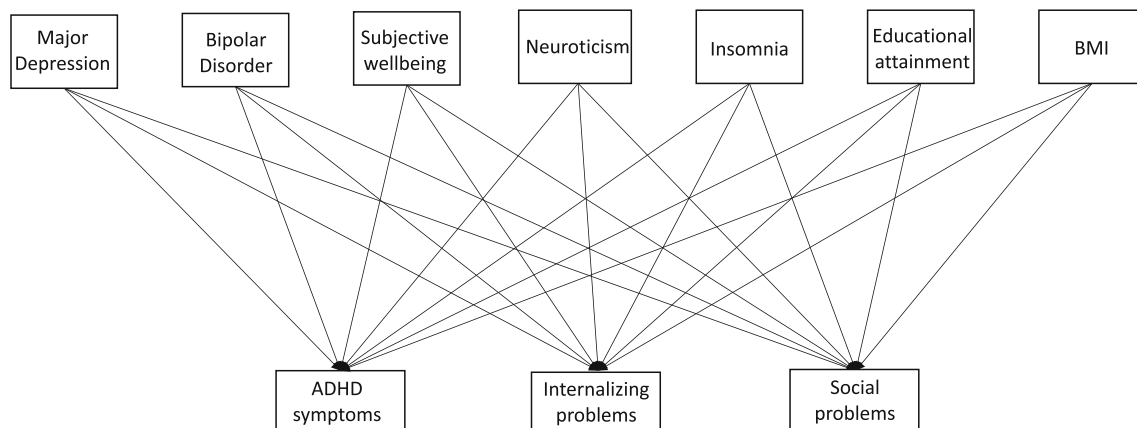 Major
Depression
Bipolar
Disorder
Subjective
wellbeing
Neuroticism
Insomnia
Educational
attainment
BMI
ADHD
symptoms
Internalizing
problems
Social
problems